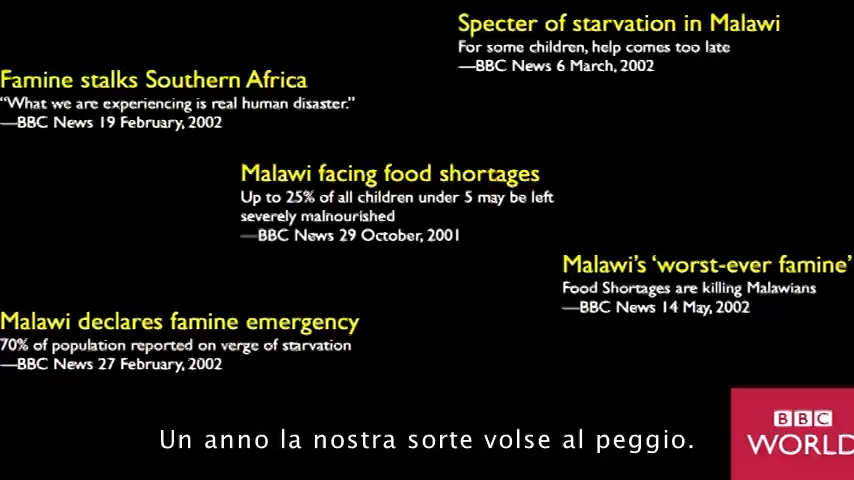 Specter of starvation in Malawi
For some children, help comes too late
—BBC News 6 March, 2002
Famine stalks Southern Africa
“What we are experiencing is real human disaster.”
—BBC News 19 February, 2002
Malawi facing food shortages
Up to 25% of all children under 5 may be left
severely malnourished
—BBC News 29 October, 2001
Malawi’s ‘worst-ever famine’
Food Shortages are killing Malawians
—BBC News 14 May, 2002
Malawi declares famine emergency
70% of population reported on verge of starvation
—BBC News 27 February, 2002
BBC
WORLD
Un anno la nostra sorte volse al peggio.